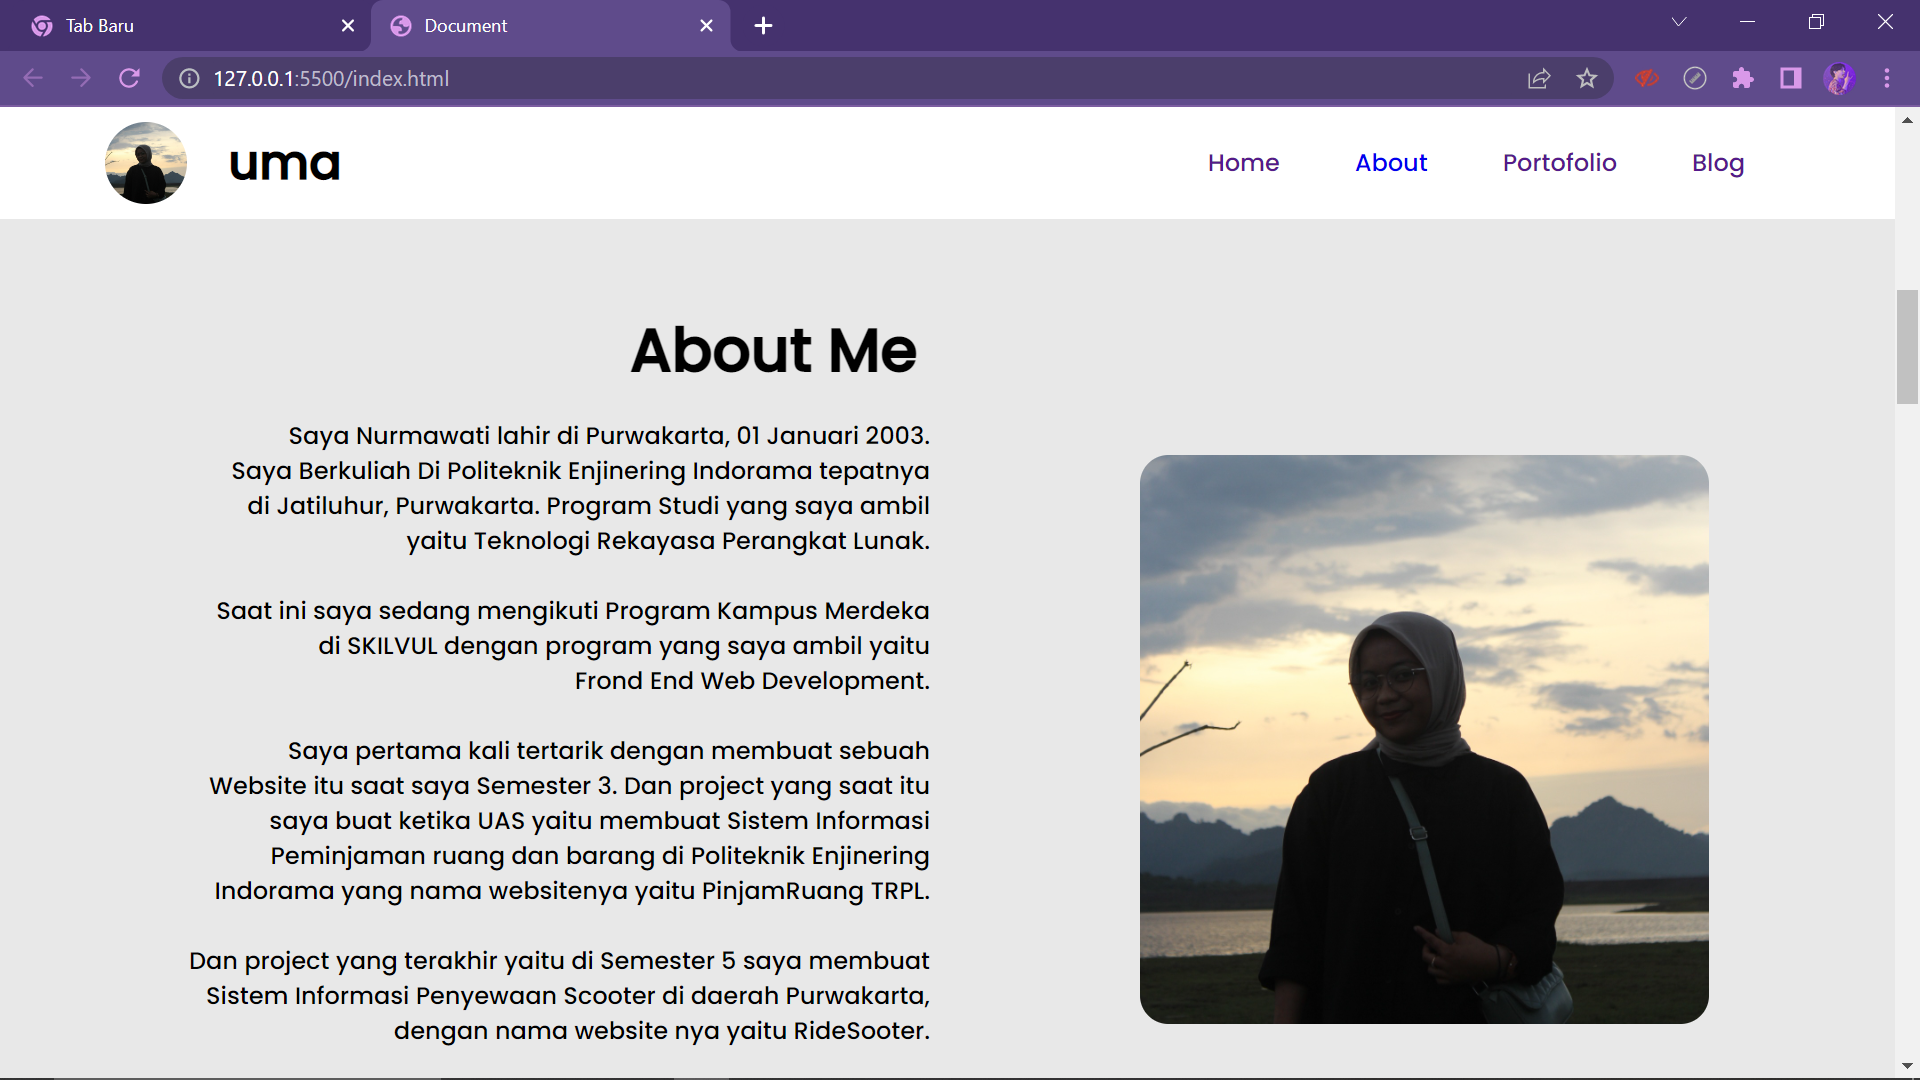 Tab Baru
Document
127.0.0.1:5500/index.html
uma
Home
About
Portofolio
Blog
About Me
Saya Nurmawati lahir di Purwakarta, 01 Januari 2003.
Saya Berkuliah Di Politeknik Enjinering Indorama tepatnya
di Jatiluhur, Purwakarta. Program Studi yang saya ambil
yaitu Teknologi Rekayasa Perangkat Lunak.
Saat ini saya sedang mengikuti Program Kampus Merdeka
di SKILVUL dengan program yang saya ambil yaitu
Frond End Web Development.
Saya pertama kali tertarik dengan membuat sebuah
Website itu saat saya Semester 3. Dan project yang saat itu
saya buat ketika UAS yaitu membuat Sistem Informasi
Peminjaman ruang dan barang di Politeknik Enjinering
Indorama yang nama websitenya yaitu PinjamRuang TRPL.
Dan project yang terakhir yaitu di Semester 5 saya membuat
Sistem Informasi Penyewaan Scooter di daerah Purwakarta,
dengan nama website nya yaitu RideSooter.